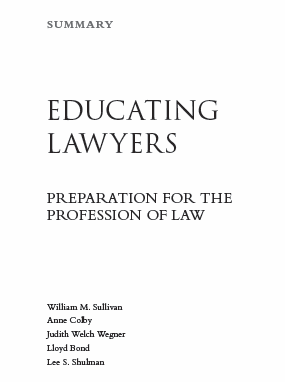 SUMMARY
EDUCATING
LAWYERS
PREPARATION FOR THE
PROFESSION OF LAW
William M. Sullivan
Anne Colby
Judith Welch Wegner
Lloyd Bond
Lee S. Shulman